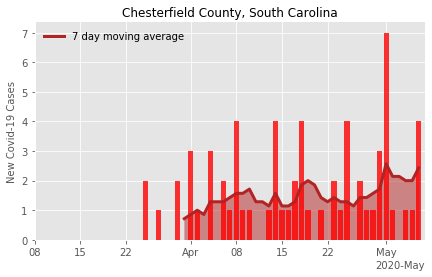 Chesterfield County, South Carolina
7 day moving average
New Covid-19 Cases
7
6
5
4
3
2
1
0
08 15 22 Apr 08 15 22 May
2020-May